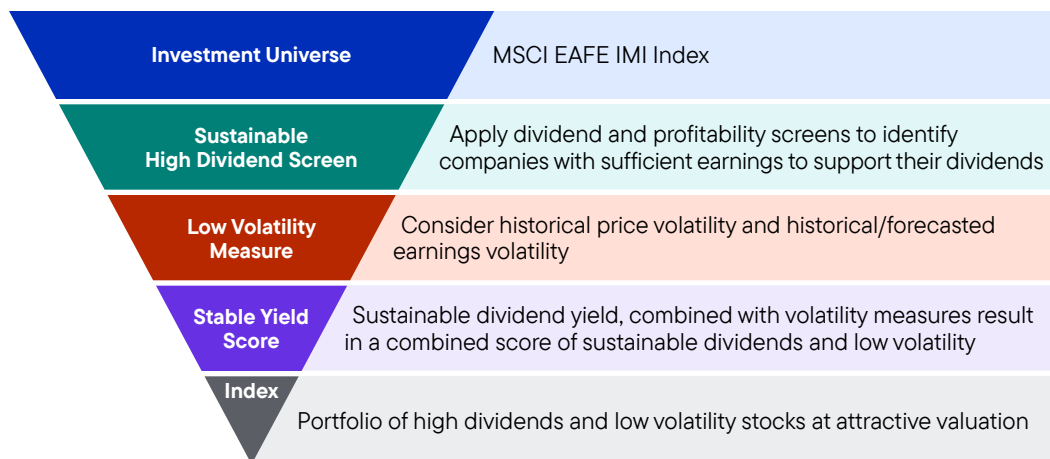 Investment Universe
MSCI EAFE IMI Index
Sustainable
High Dividend Screen
Apply dividend and profitability screens to identify
companies with sufficient earnings to support their dividends
Low Volatility
Measure
Consider historical price volatility and historical/forecasted
earnings volatility
Stable Yield
Score
Sustainable dividend yield, combined with volatility measures result
in a combined score of sustainable dividends and low volatility
Index
Portfolio of high dividends and low volatility stocks at attractive valuation